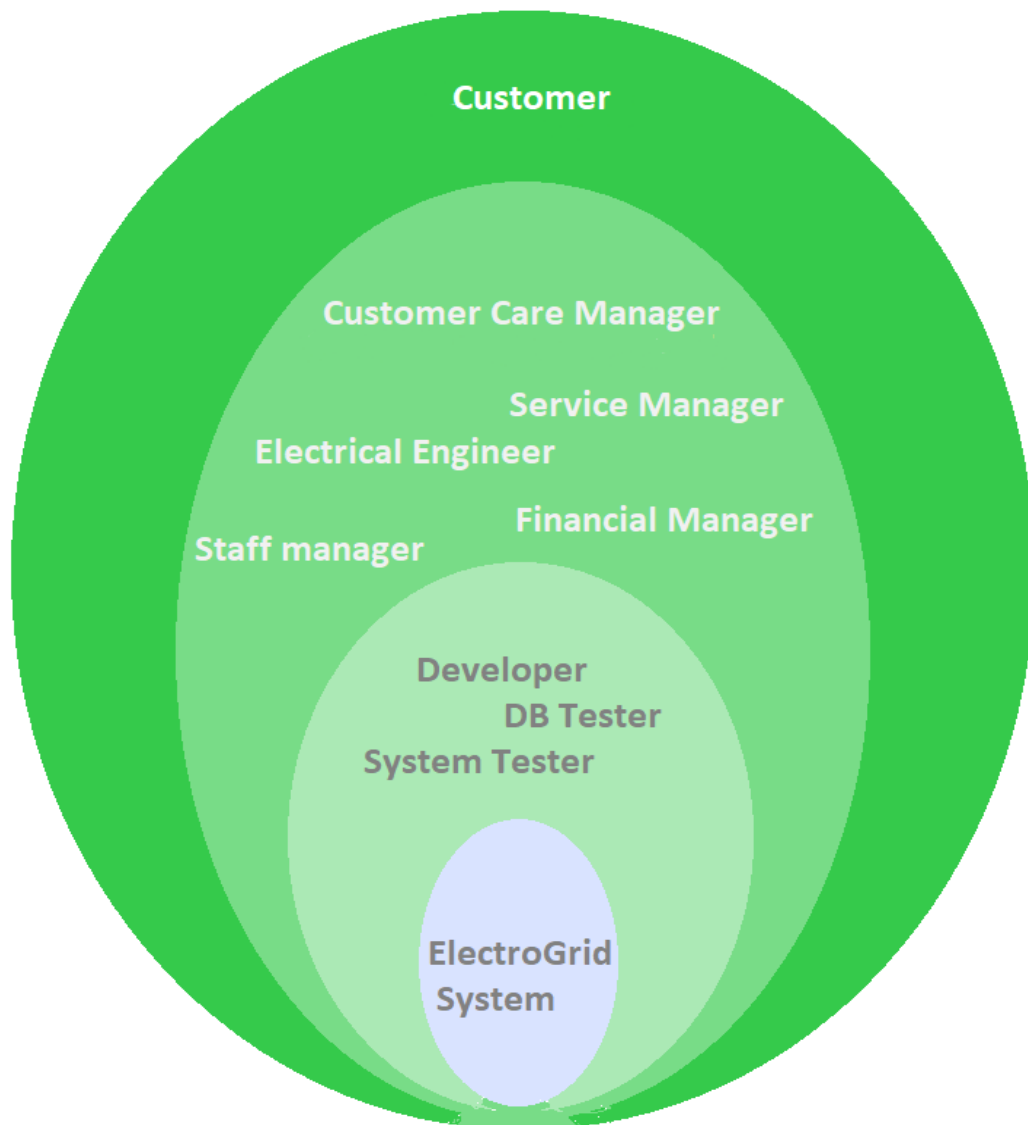 Customer
Customer Care Manager
Service Manager
Electrical Engineer
Financial Manager
Staff manager
Developer
DB Tester
System Tester
ElectroGrid
System